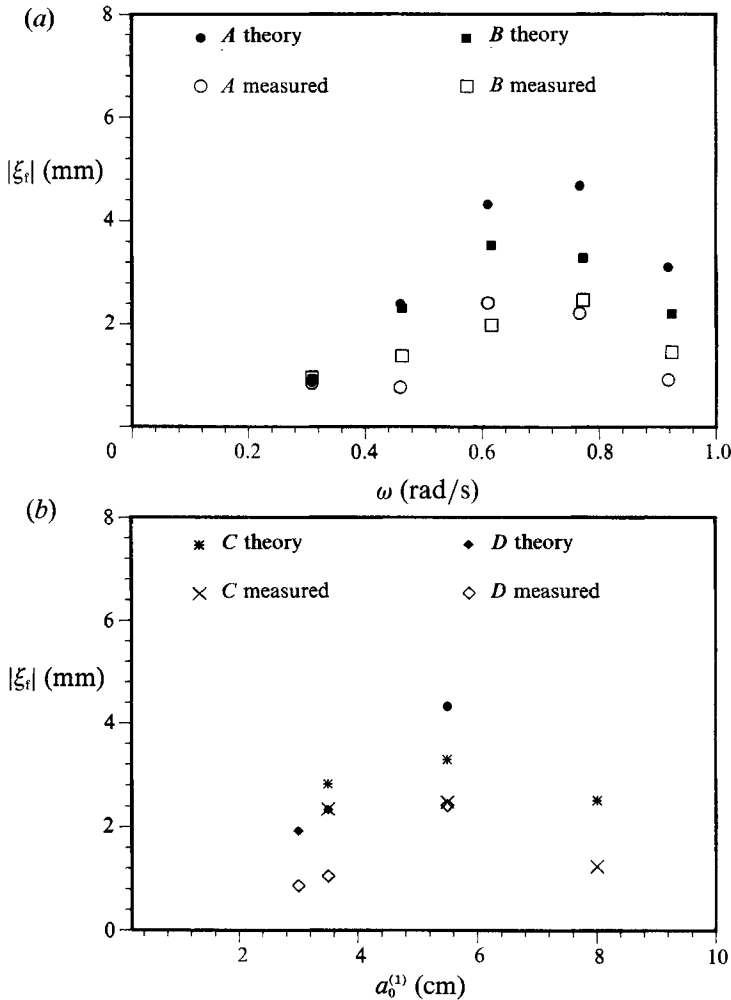 (a)
8
A theory
B theory
A measured
B measured
6
|ξf| (mm)
4
2
0
0.2
0.4
0.6
0.8
1.0
ω (rad/s)
(b)
8
C theory
D theory
C measured
D measured
6
|ξf| (mm)
4
2
0
2
4
6
8
10
a₀⁽¹⁾ (cm)